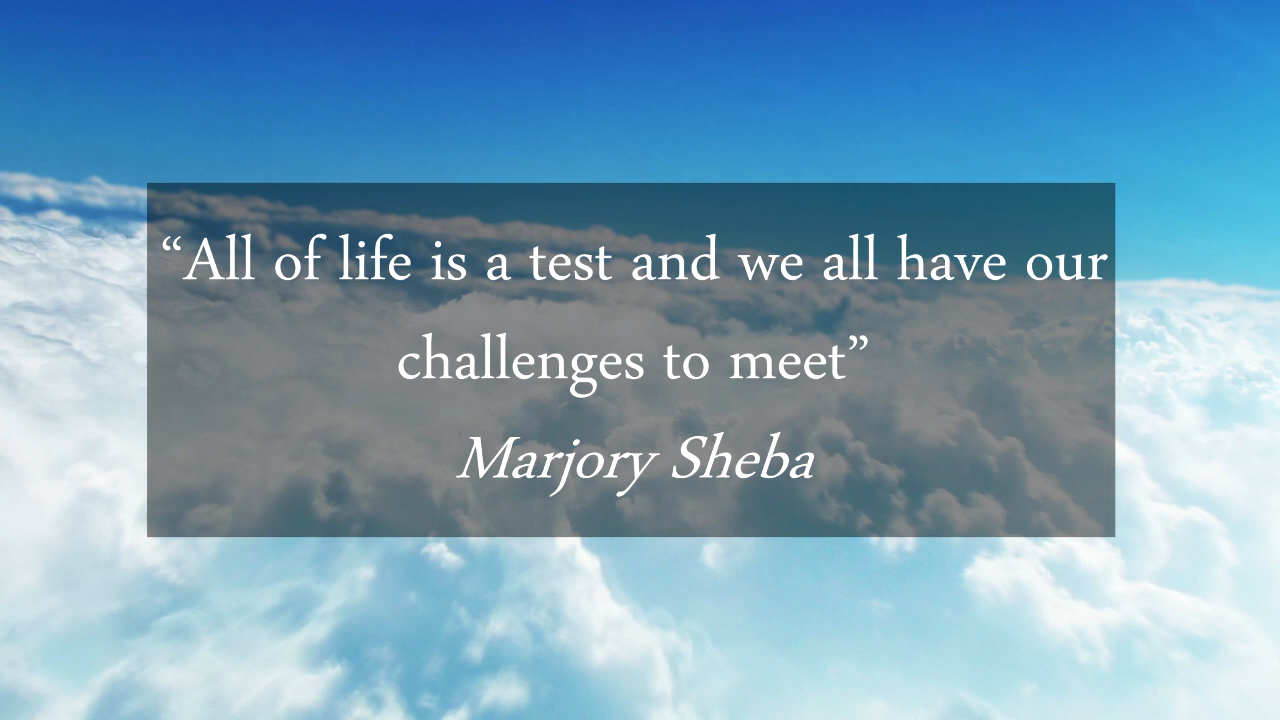 “All of life is a test and we all have our
challenges to meet”
Marjory Sheba